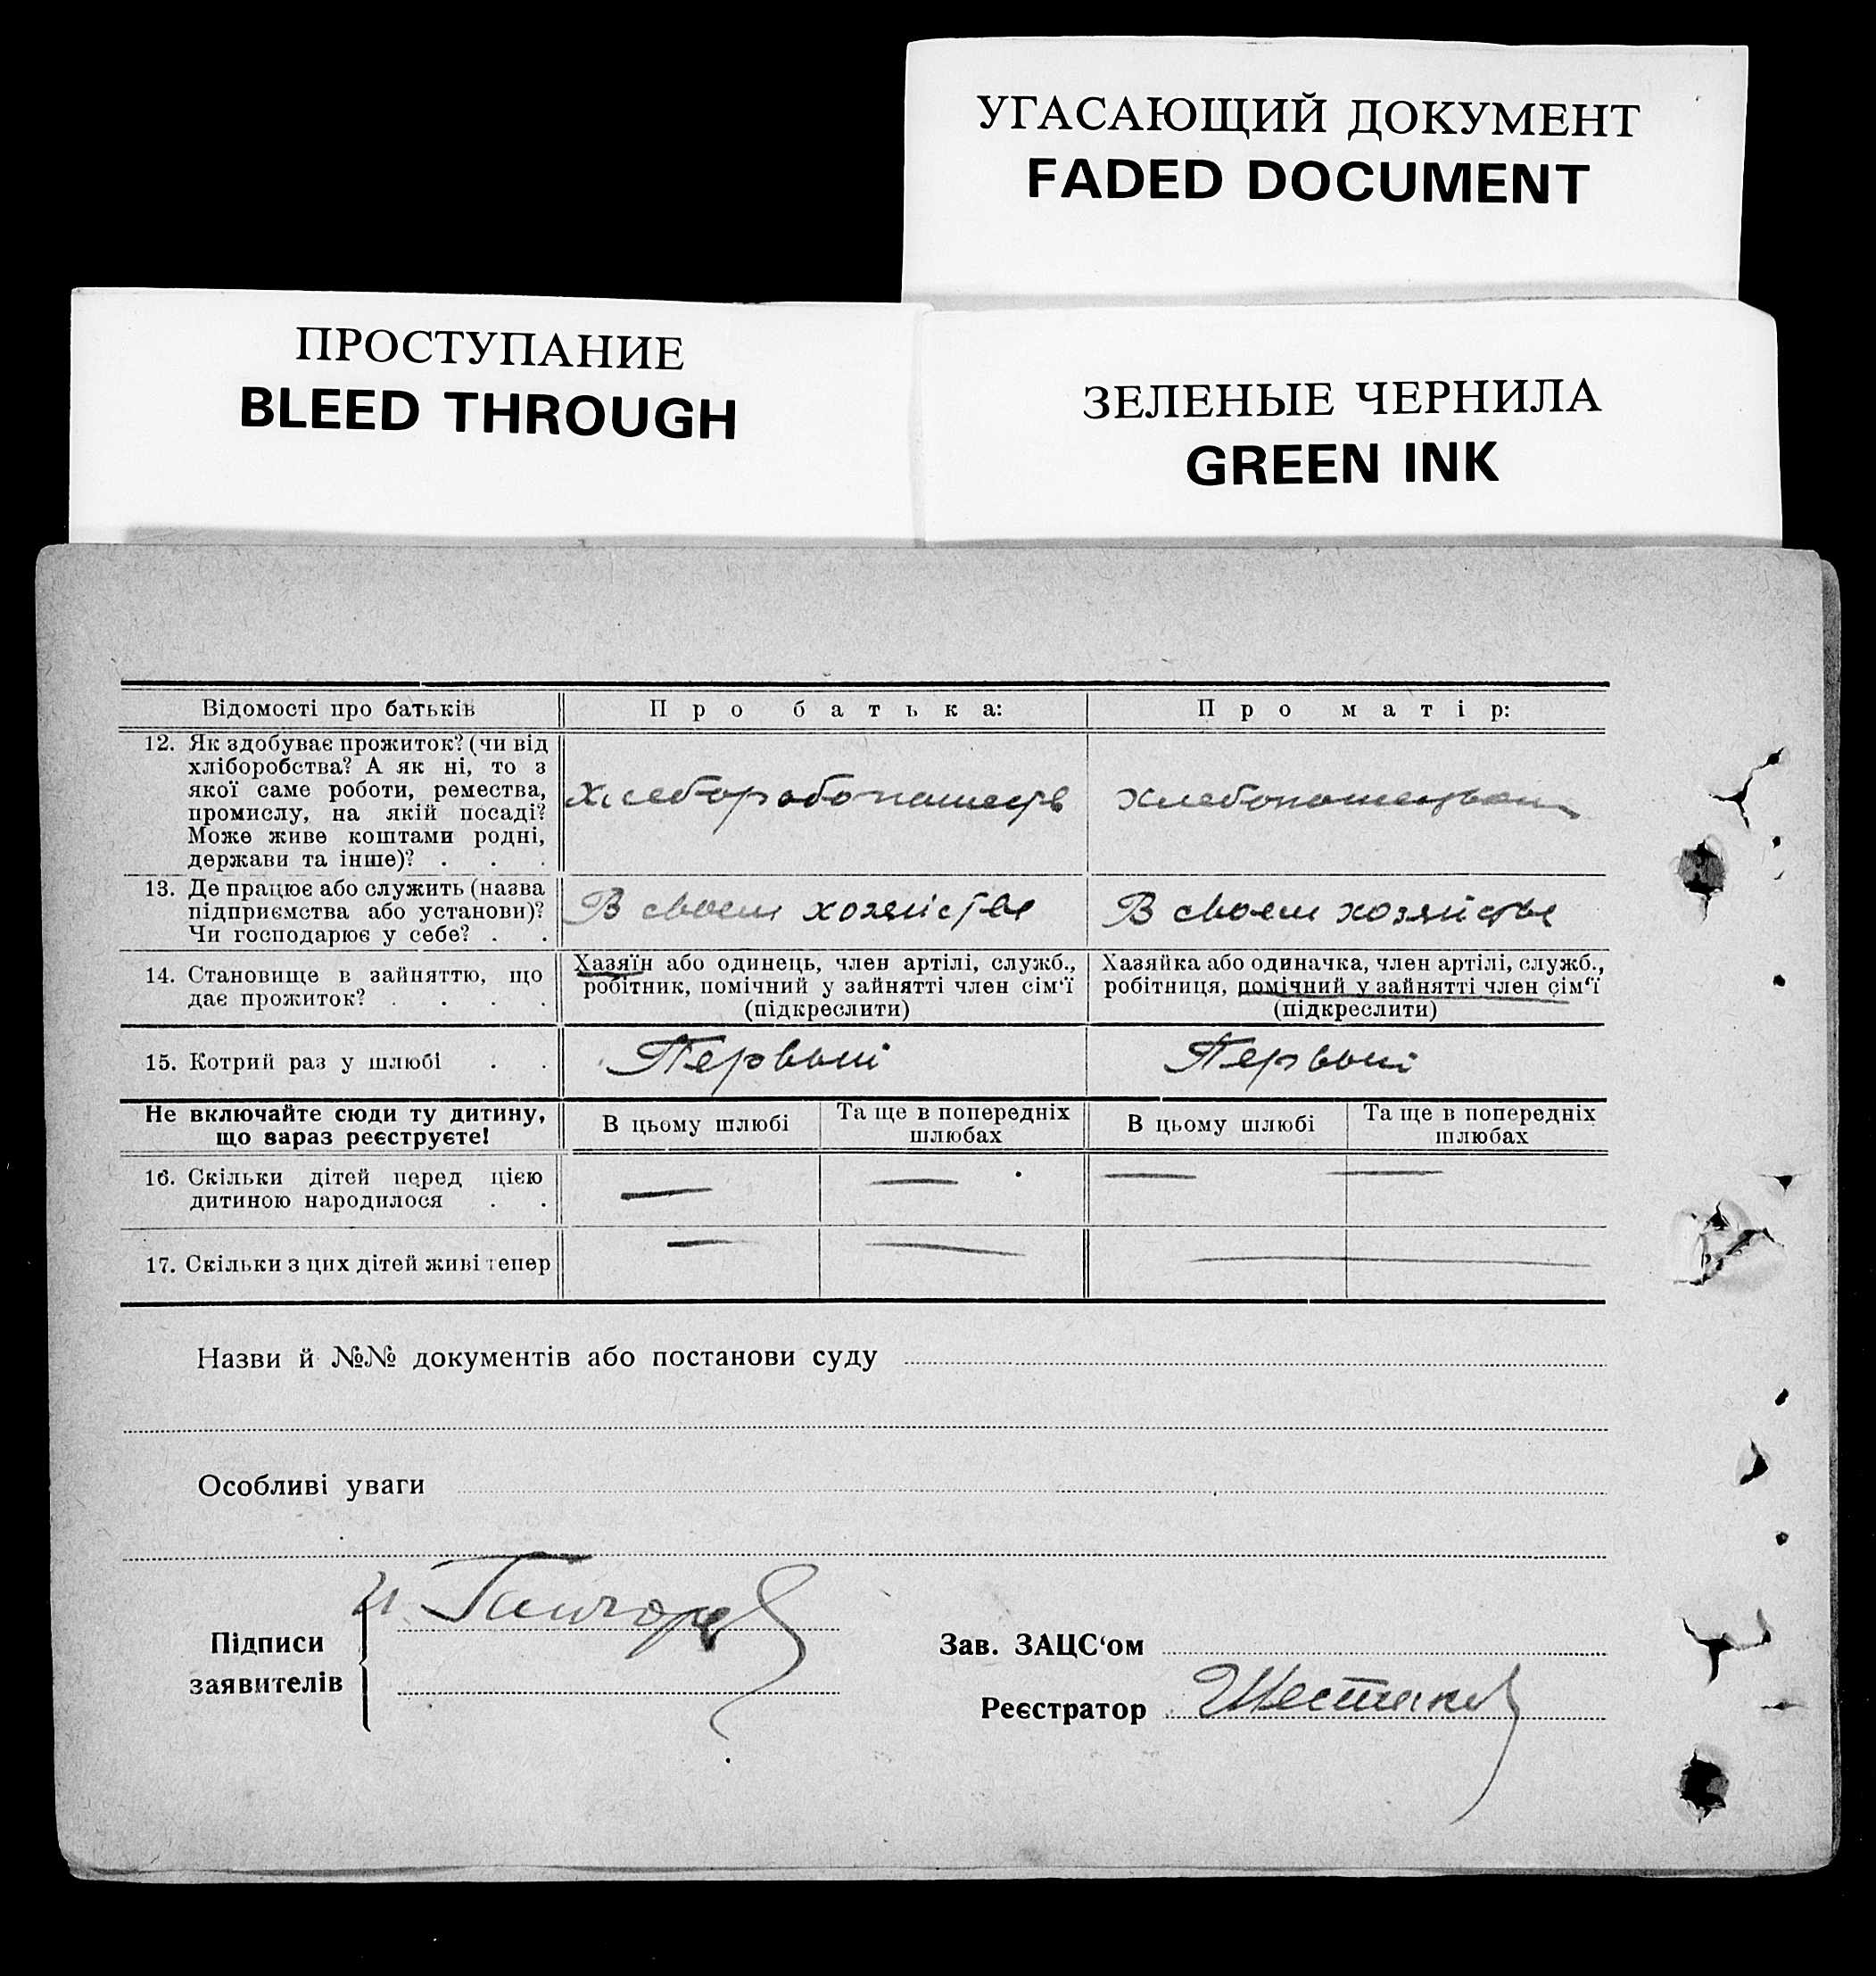 УГАСАЮЩИЙ ДОКУМЕНТ
FADED DOCUMENT
ПРОСТУПАНИЕ
BLEED THROUGH
ЗЕЛЕНЫЕ ЧЕРНИЛА
GREEN INK
Відомості про батьків Про батька: Про матір:
12. Як здобуває прожиток? (чи від
хліборобства? А як ні, то з
якої саме роботи, ремества,
промислу, на якій посаді?
Може живе коштами родні,
держави та інше)? . . .
13. Де працює або служить (назва
підприємства або установи)?
Чи господарює у себе? . .
В своем хозяйстве В своем хозяйстве
14. Становище в зайняттю, що
дає прожиток? . . . .
Хазяїн або одинець, член артілі, служб.,
робітник, помічний у зайнятті член сім‘ї
(підкреслити)
Хазяйка або одиначка, член артілі, служб.,
робітниця, помічний у зайнятті член сім‘ї
(підкреслити)
15. Котрий раз у шлюбі . . Первый Первый
Не включайте сюди ту дитину,
що зараз реєструєте!
В цьому шлюбі
Та ще в попередніх
шлюбах
В цьому шлюбі
Та ще в попередніх
шлюбах
16. Скільки дітей перед цією
дитиною народилося . .
— — — —
17. Скільки з цих дітей живі тепер — — —
Назви й №№ документів або постанови суду
Особливі уваги
Підписи
заявителів
Зав. ЗАЦС‘ом
Реєстратор Шестаков